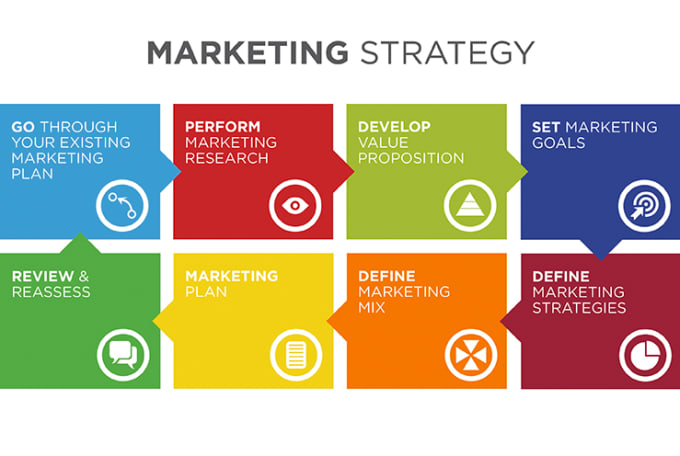 MARKETING STRATEGY
GO THROUGH
YOUR EXISTING
MARKETING
PLAN
PERFORM
MARKETING
RESEARCH
DEVELOP
VALUE
PROPOSITION
SET MARKETING
GOALS
DEFINE
MARKETING
STRATEGIES
DEFINE
MARKETING
MIX
MARKETING
PLAN
REVIEW &
REASSESS